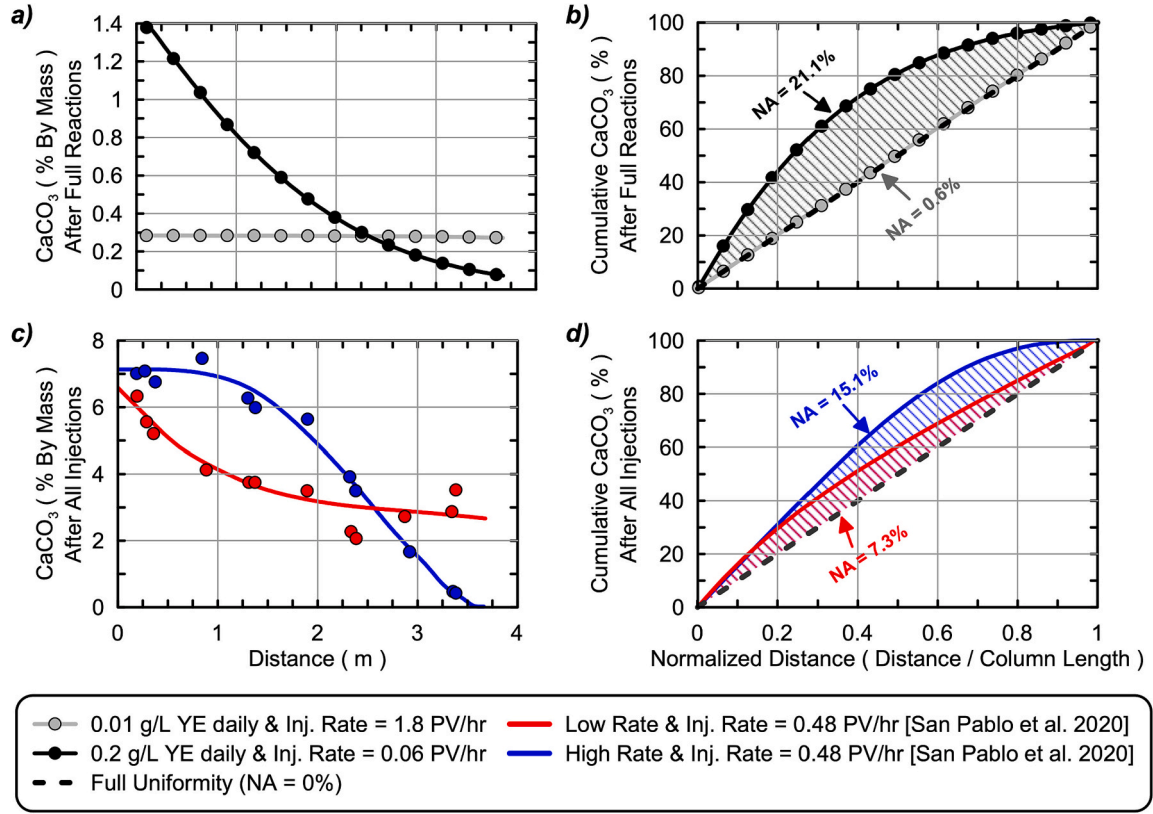 a)
CaCO₃ ( % By Mass )
After Full Reactions
1.4
1.2
1
0.8
0.6
0.4
0.2
0
b)
Cumulative CaCO₃ ( % )
After Full Reactions
100
80
60
40
20
0
NA = 21.1%
NA = 0.6%
c)
CaCO₃ ( % By Mass )
After All Injections
8
6
4
2
0
0 1 2 3 4
Distance ( m )
d)
Cumulative CaCO₃ ( % )
After All Injections
100
80
60
40
20
0
NA = 15.1%
NA = 7.3%
0 0.2 0.4 0.6 0.8 1
Normalized Distance ( Distance / Column Length )
0.01 g/L YE daily & Inj. Rate = 1.8 PV/hr
0.2 g/L YE daily & Inj. Rate = 0.06 PV/hr
Full Uniformity (NA = 0%)
Low Rate & Inj. Rate = 0.48 PV/hr [San Pablo et al. 2020]
High Rate & Inj. Rate = 0.48 PV/hr [San Pablo et al. 2020]